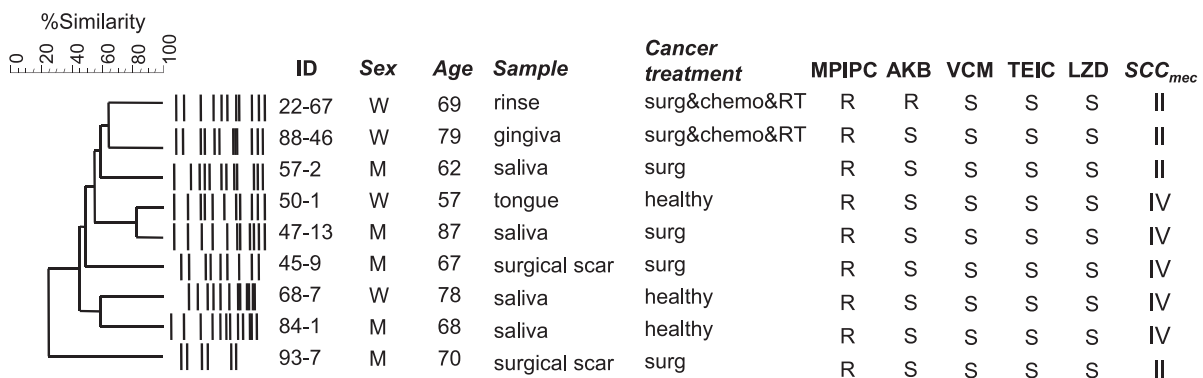 %Similarity
0 20 40 60 80 100
ID Sex Age Sample Cancer treatment MPIPC AKB VCM TEIC LZD SCCmec
22-67 W 69 rinse surg&chemo&RT R R S S S II
88-46 W 79 gingiva surg&chemo&RT R S S S S II
57-2 M 62 saliva surg R S S S S II
50-1 W 57 tongue healthy R S S S S IV
47-13 M 87 saliva surg R S S S S IV
45-9 M 67 surgical scar surg R S S S S IV
68-7 W 78 saliva healthy R S S S S IV
84-1 M 68 saliva healthy R S S S S IV
93-7 M 70 surgical scar surg R S S S S II